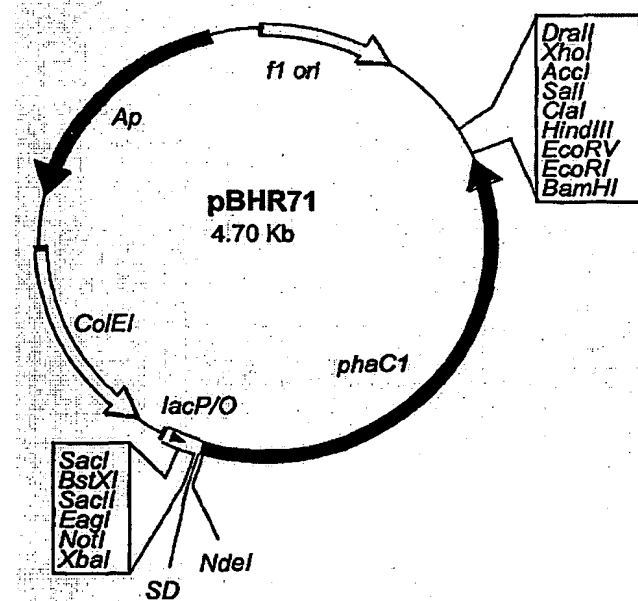 f1 ori
DraII
XhoI
AccI
SalI
ClaI
HindIII
EcoRV
EcoRI
BamHI
Ap
pBHR71
4.70 Kb
ColEI
phaC1
lacP/O
SacI
BstXI
SacII
EagI
NotI
XbaI
NdeI
SD